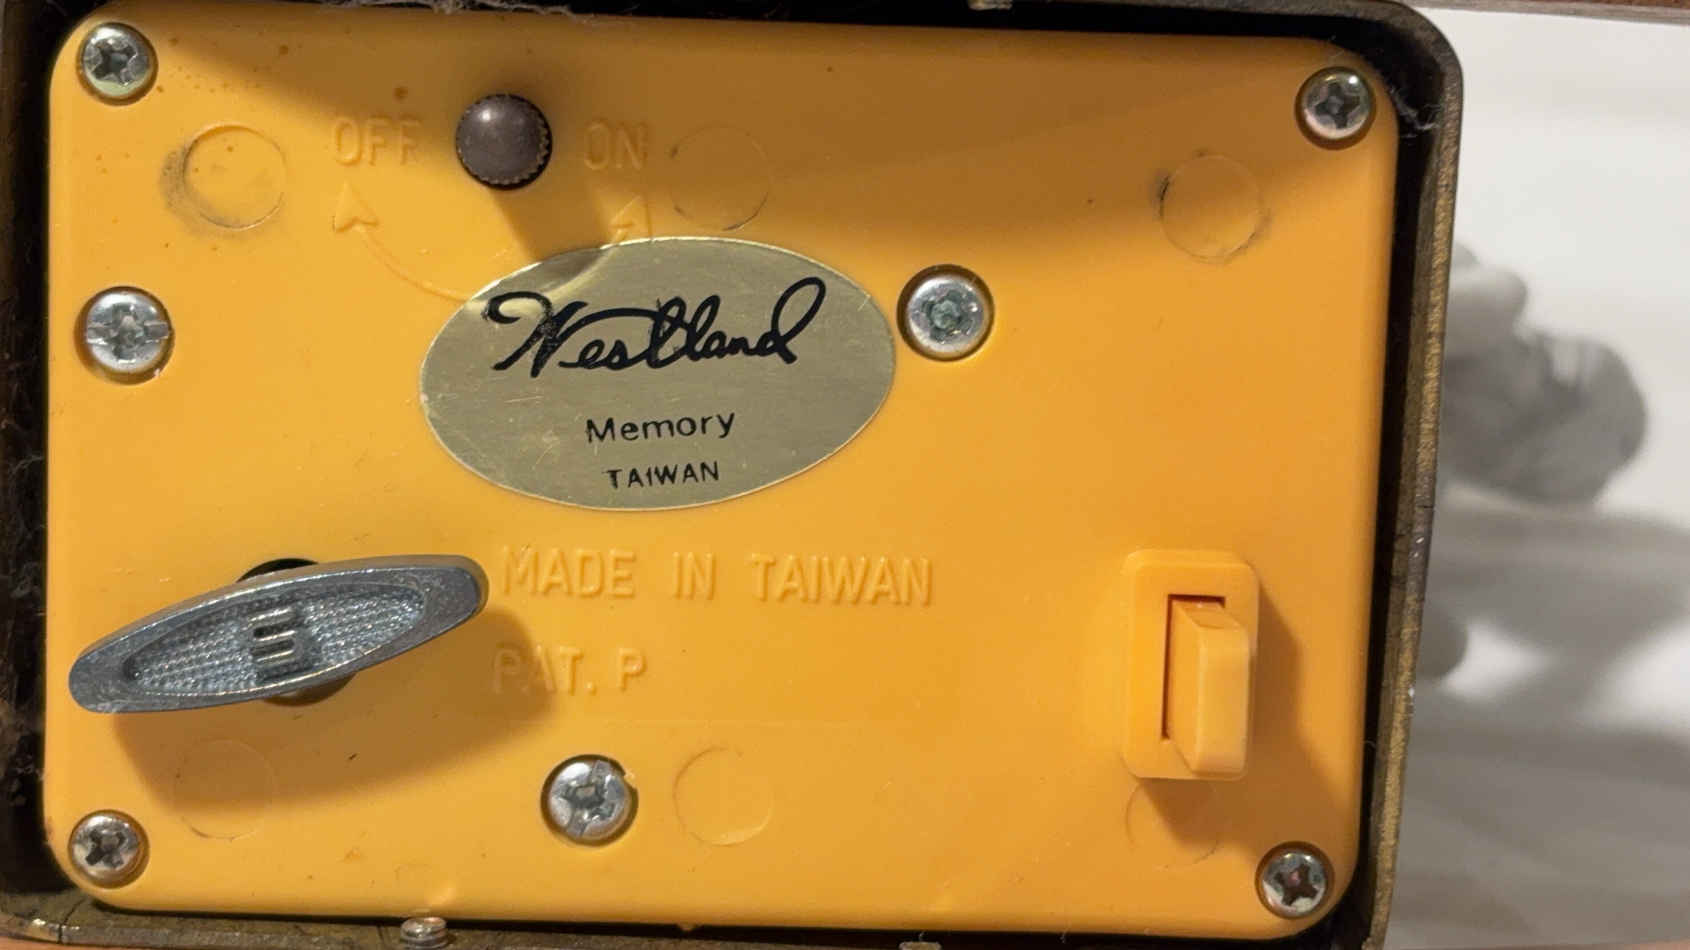 OFF ON
Westland
Memory
TAIWAN
MADE IN TAIWAN
PAT. P